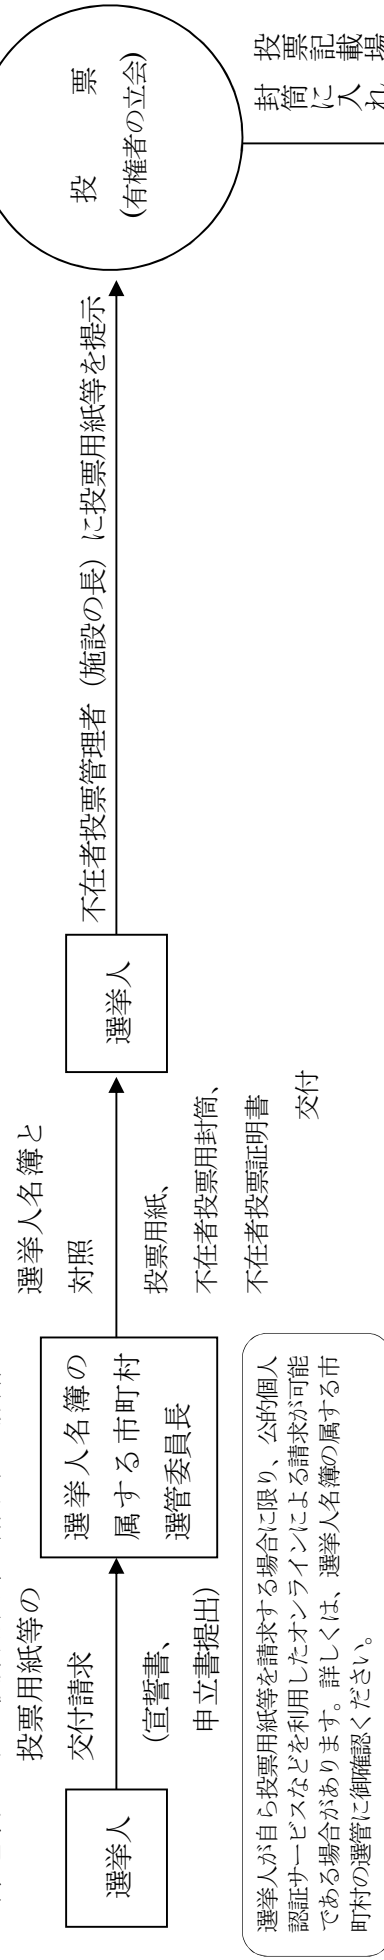 選挙人
投票用紙等の
交付請求
(宣誓書、
申立書提出)
選挙人名簿の
属する市町村
選管委員長
選挙人名簿と
対照
投票用紙、
不在者投票用封筒、
不在者投票証明書
交付
選挙人
不在者投票管理者（施設の長）に投票用紙等を提示
投　票
(有権者の立会)
投票記載場
封筒に入れ
選挙人が自ら投票用紙等を請求する場合に限り、公的個人
認証サービスなどを利用したオンラインによる請求が可能
である場合があります。詳しくは、選挙人名簿の属する市
町村の選管に御確認ください。